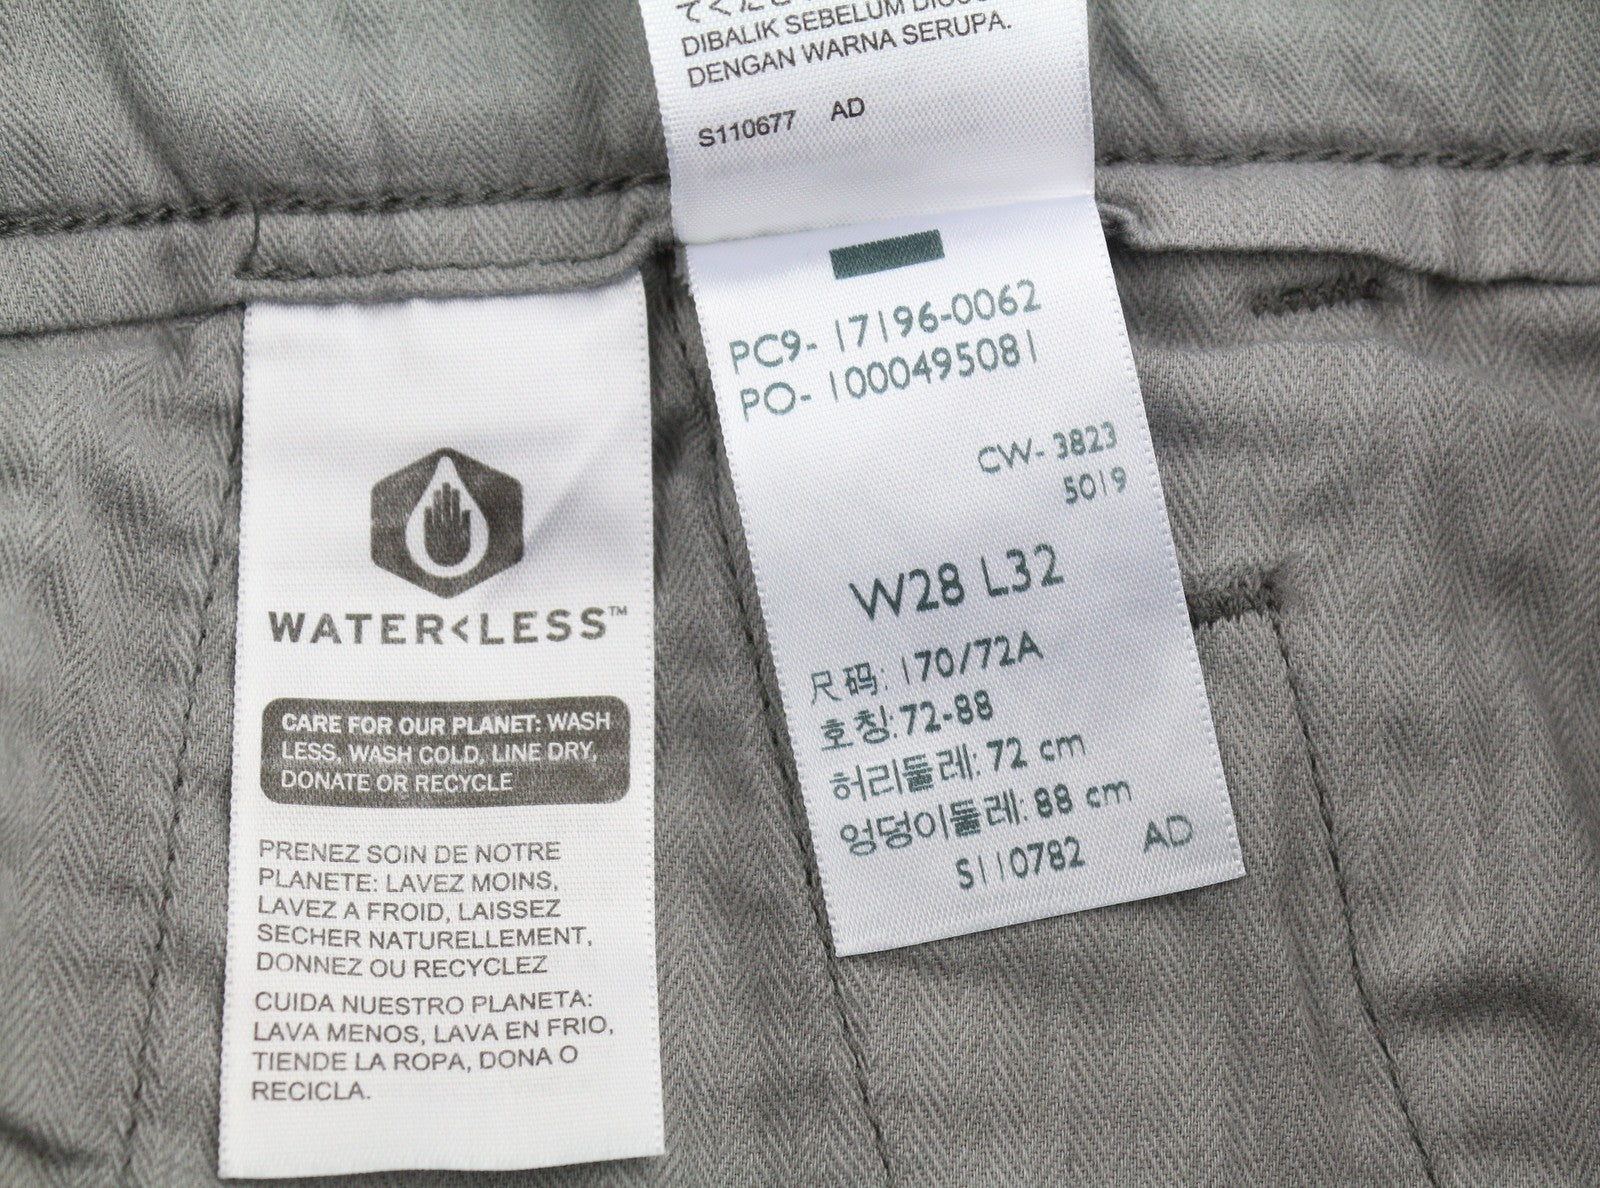 DIBALIK SEBELUM
DENGAN WARNA SERUPA.
S110677 AD
PC9- 17196-0062
PO- 1000495081
CW- 3823
5019
W28 L32
尺码: 170/72A
호칭: 72-88
허리둘레: 72 cm
엉덩이둘레: 88 cm
S110782 AD
WATER<LESS™
CARE FOR OUR PLANET: WASH
LESS, WASH COLD, LINE DRY,
DONATE OR RECYCLE
PRENEZ SOIN DE NOTRE
PLANETE: LAVEZ MOINS,
LAVEZ A FROID, LAISSEZ
SECHER NATURELLEMENT,
DONNEZ OU RECYCLEZ
CUIDA NUESTRO PLANETA:
LAVA MENOS, LAVA EN FRIO,
TIENDE LA ROPA, DONA O
RECICLA.